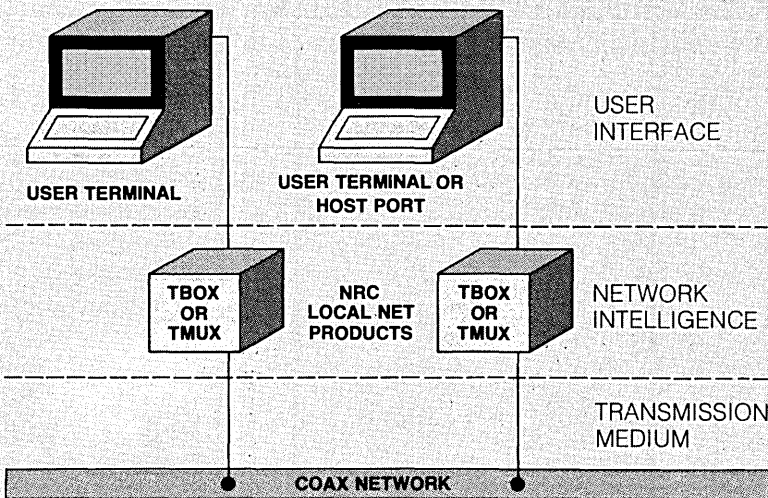 USER
INTERFACE
USER TERMINAL
USER TERMINAL OR
HOST PORT
TBOX
OR
TMUX
NRC
LOCAL NET
PRODUCTS
TBOX
OR
TMUX
NETWORK
INTELLIGENCE
TRANSMISSION
MEDIUM
COAX NETWORK